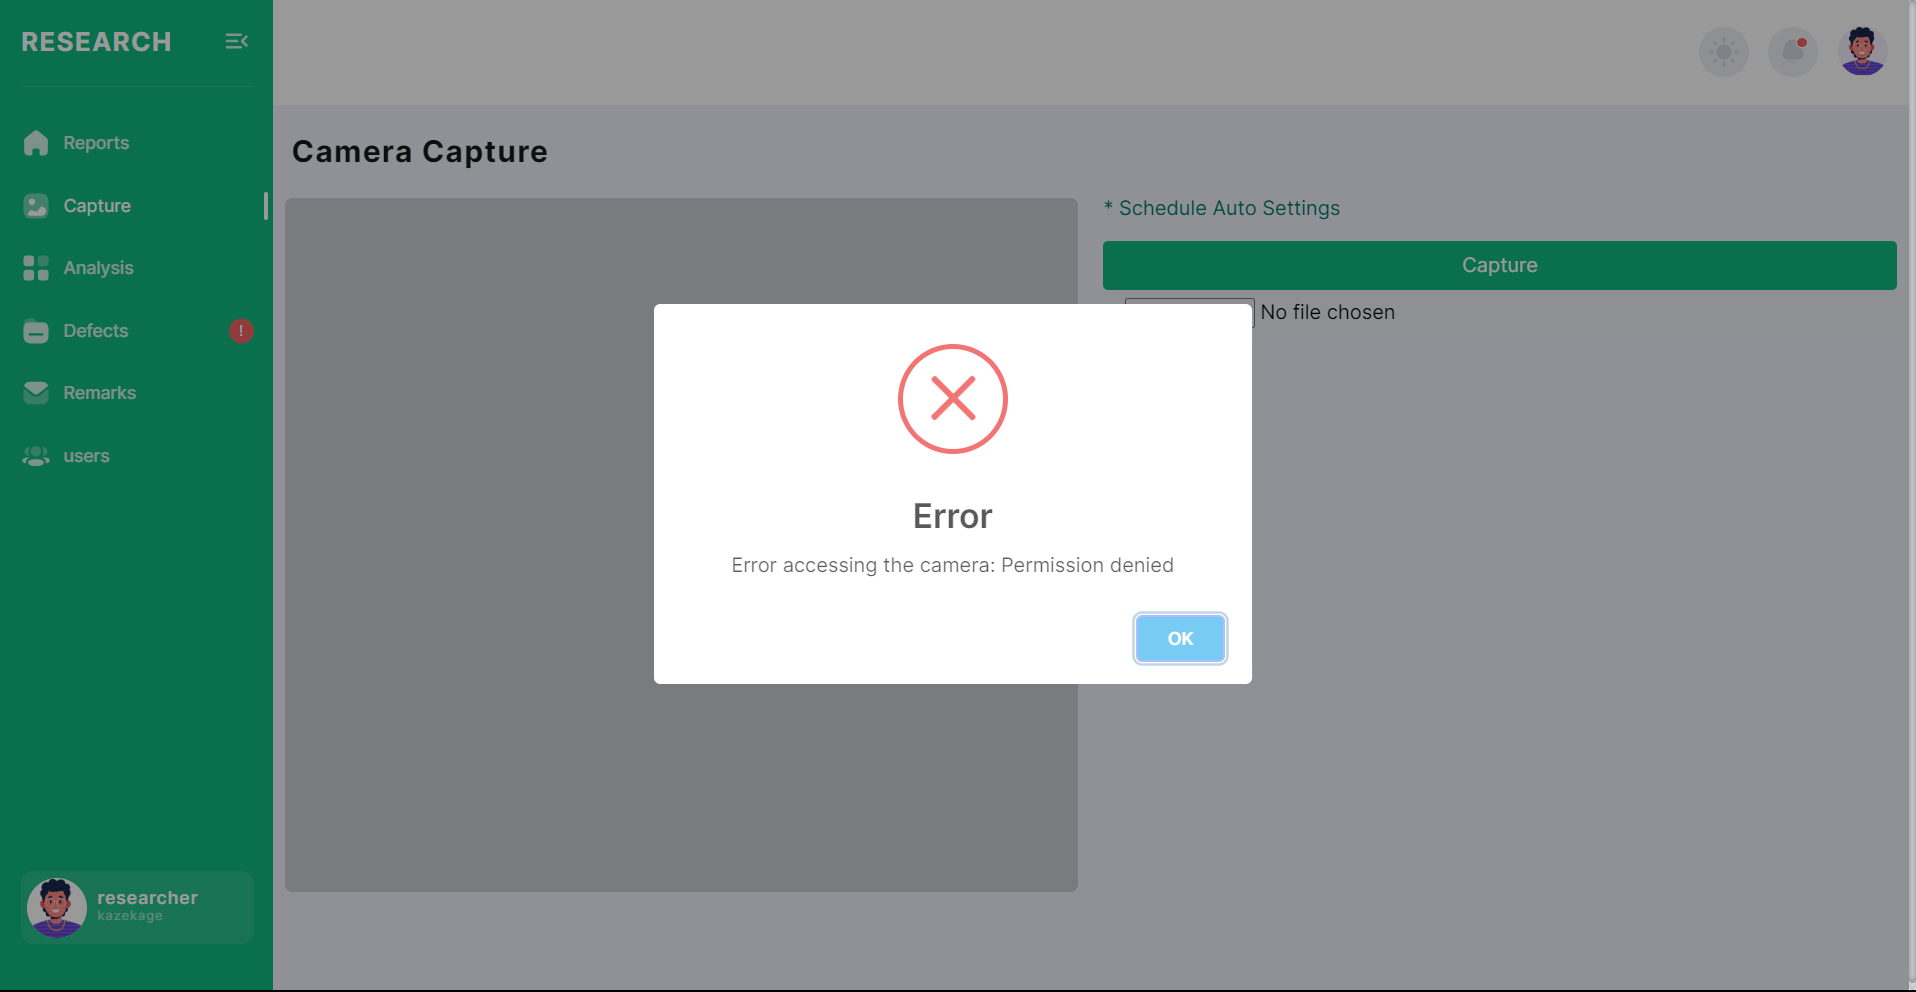 RESEARCH
Reports
Capture
Analysis
Defects
!
Remarks
users
researcher
kazekage
Camera Capture
* Schedule Auto Settings
Capture
No file chosen
Error
Error accessing the camera: Permission denied
OK